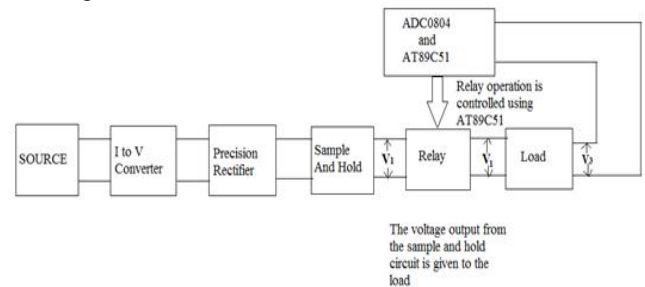 ADC0804
and
AT89C51
Relay operation is
controlled using
AT89C51
SOURCE
I to V
Converter
Precision
Rectifier
Sample
And Hold
V1
Relay
V1
Load
V3
The voltage output from
the sample and hold
circuit is given to the
load